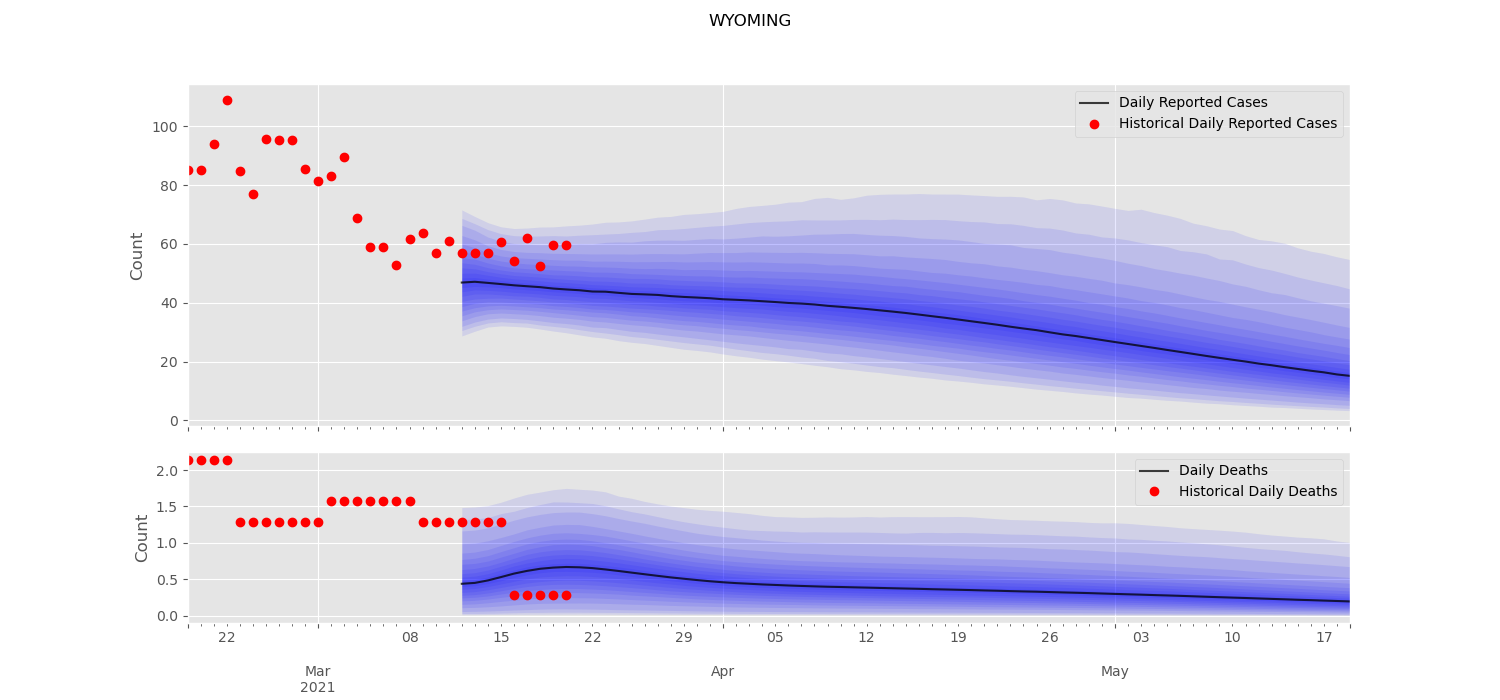 WYOMING
Daily Reported Cases
Historical Daily Reported Cases
Count
100
80
60
40
20
0
Daily Deaths
Historical Daily Deaths
Count
2.0
1.5
1.0
0.5
0.0
22 08 15 22 29 05 12 19 26 03 10 17
Mar Apr May
2021